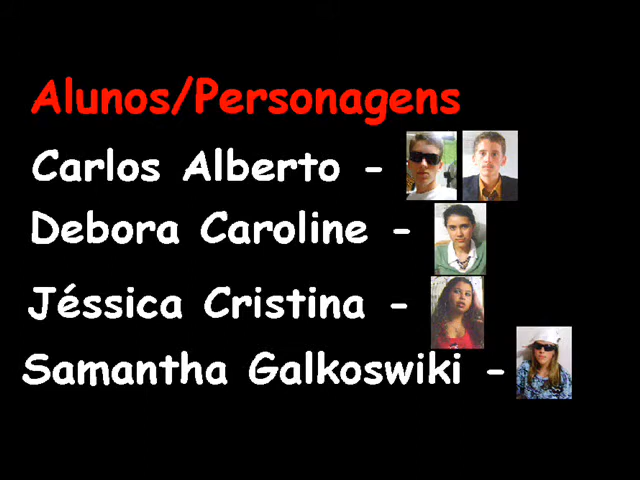 Alunos/Personagens
Carlos Alberto -
Debora Caroline -
Jéssica Cristina -
Samantha Galkoswiki -